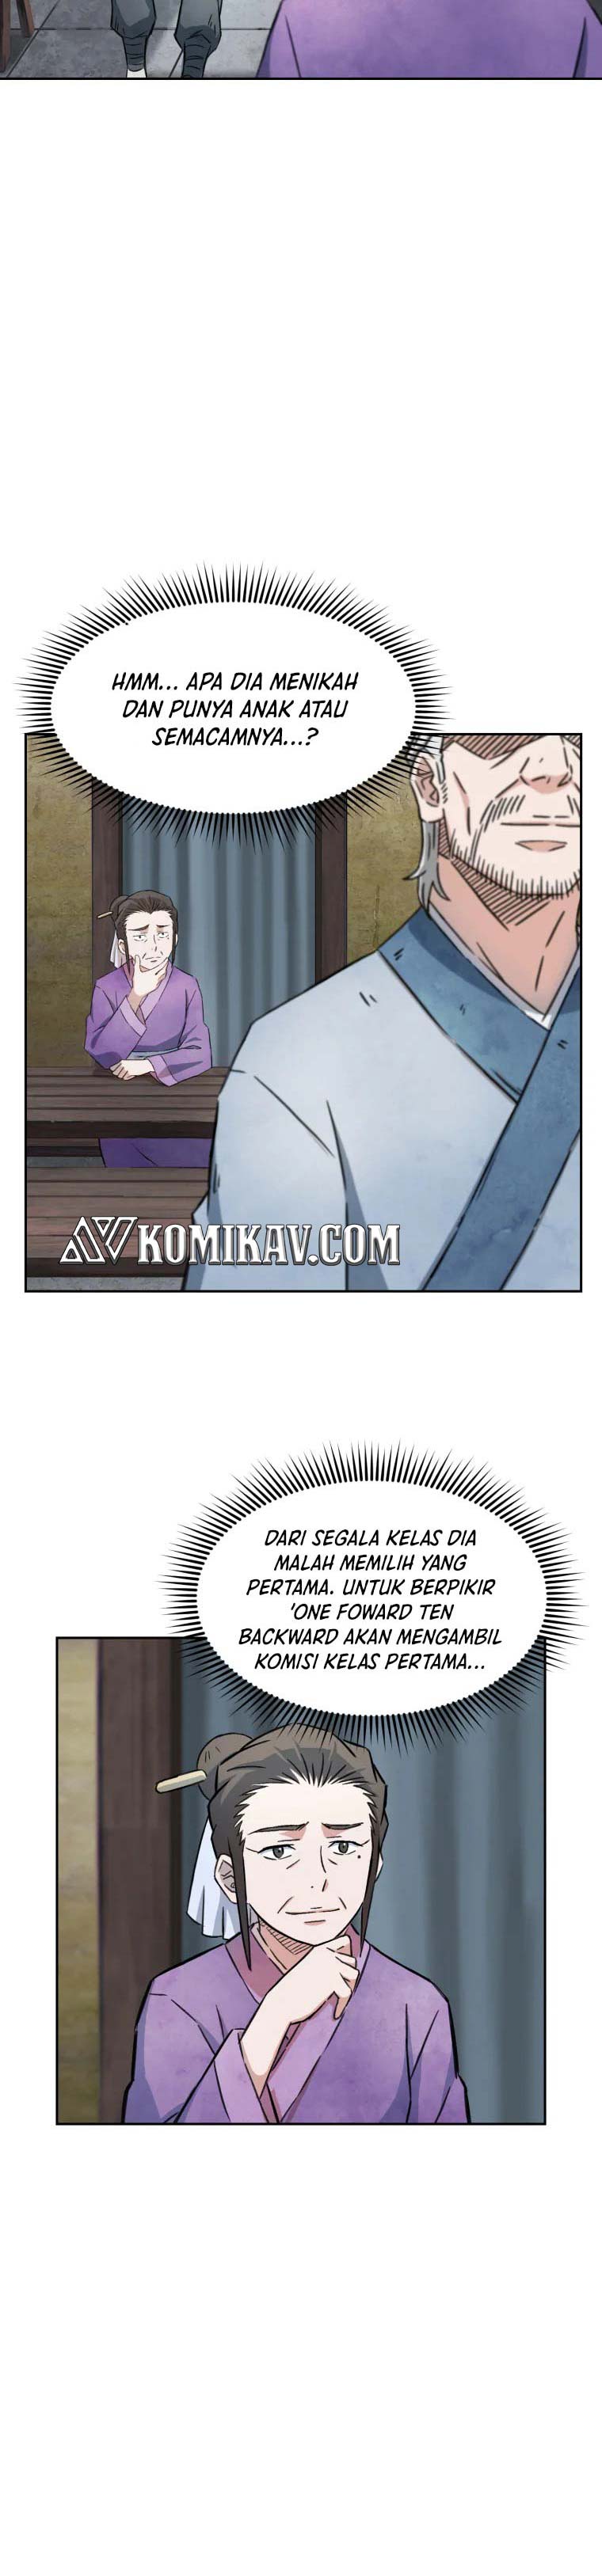 HMM... APA DIA MENIKAH
DAN PUNYA ANAK ATAU
SEMACAMNYA...?
KOMIKAV.COM
DARI SEGALA KELAS DIA
MALAH MEMILIH YANG
PERTAMA. UNTUK BERPIKIR
'ONE FOWARD TEN
BACKWARD AKAN MENGAMBIL
KOMISI KELAS PERTAMA...